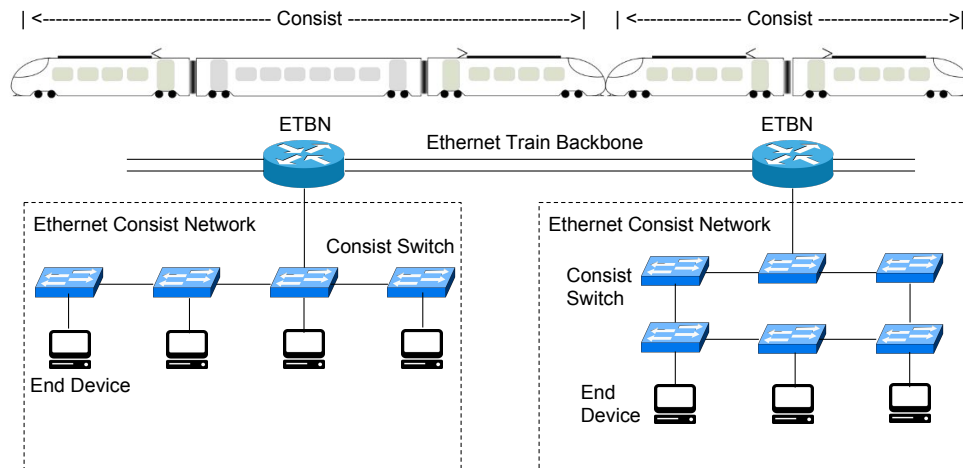 | <---------------------------- Consist ----------------------------> |
| <---------------- Consist ----------------> |
ETBN
Ethernet Train Backbone
ETBN
Ethernet Consist Network
Consist Switch
End Device
Ethernet Consist Network
Consist
Switch
End
Device